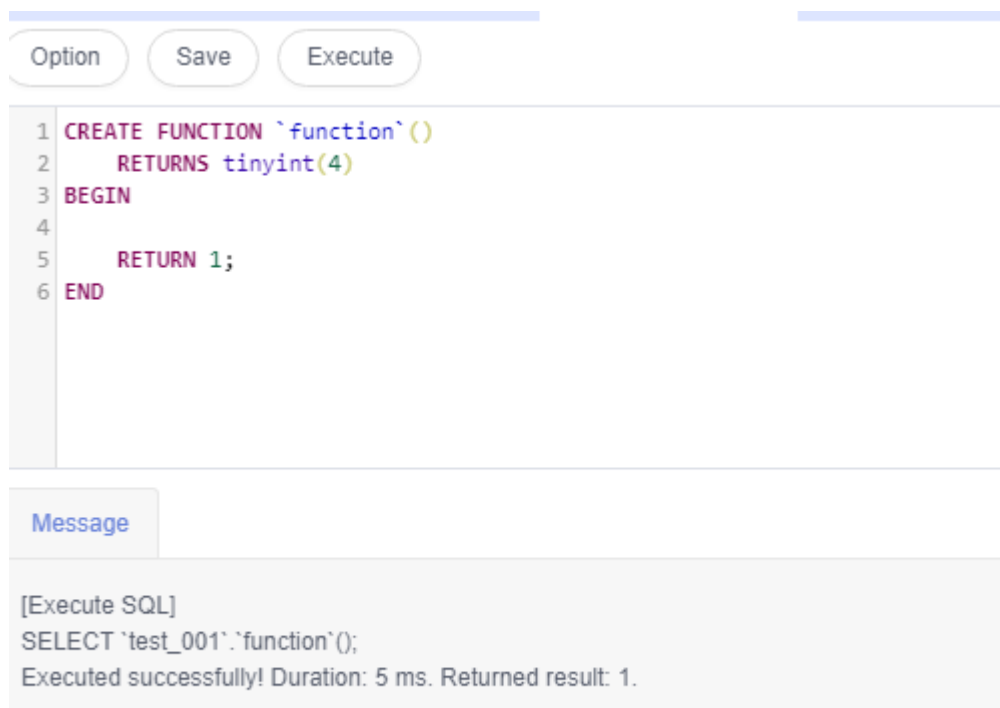 Option Save Execute
1 CREATE FUNCTION `function`()
2 RETURNS tinyint(4)
3 BEGIN
4
5 RETURN 1;
6 END
Message
[Execute SQL]
SELECT `test_001`.`function`();
Executed successfully! Duration: 5 ms. Returned result: 1.